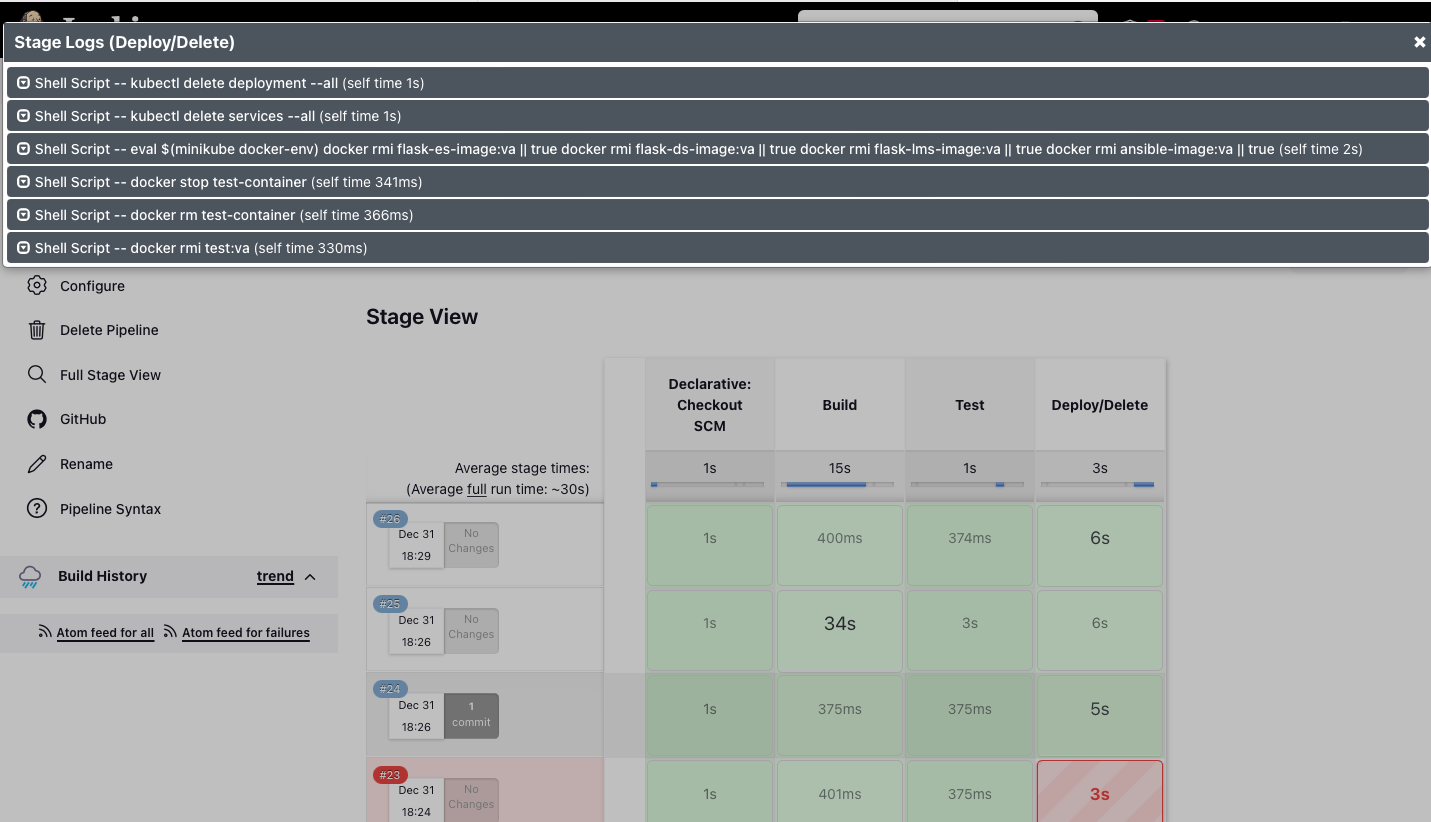 Stage Logs (Deploy/Delete)
Shell Script -- kubectl delete deployment --all (self time 1s)
Shell Script -- kubectl delete services --all (self time 1s)
Shell Script -- eval $(minikube docker-env) docker rmi flask-es-image:va || true docker rmi flask-ds-image:va || true docker rmi flask-lms-image:va || true docker rmi ansible-image:va || true (self time 2s)
Shell Script -- docker stop test-container (self time 341ms)
Shell Script -- docker rm test-container (self time 366ms)
Shell Script -- docker rmi test:va (self time 330ms)
Configure
Delete Pipeline
Full Stage View
GitHub
Rename
Pipeline Syntax
Build History trend
Atom feed for all Atom feed for failures
Stage View
Declarative:
Checkout
SCM
Build
Test
Deploy/Delete
Average stage times:
(Average full run time: ~30s)
1s 15s 1s 3s
#26
Dec 31
18:29
No
Changes
1s 400ms 374ms 6s
#25
Dec 31
18:26
No
Changes
1s 34s 3s 6s
#24
Dec 31
18:26
1
commit
1s 375ms 375ms 5s
#23
Dec 31
18:24
No
Changes
1s 401ms 375ms 3s